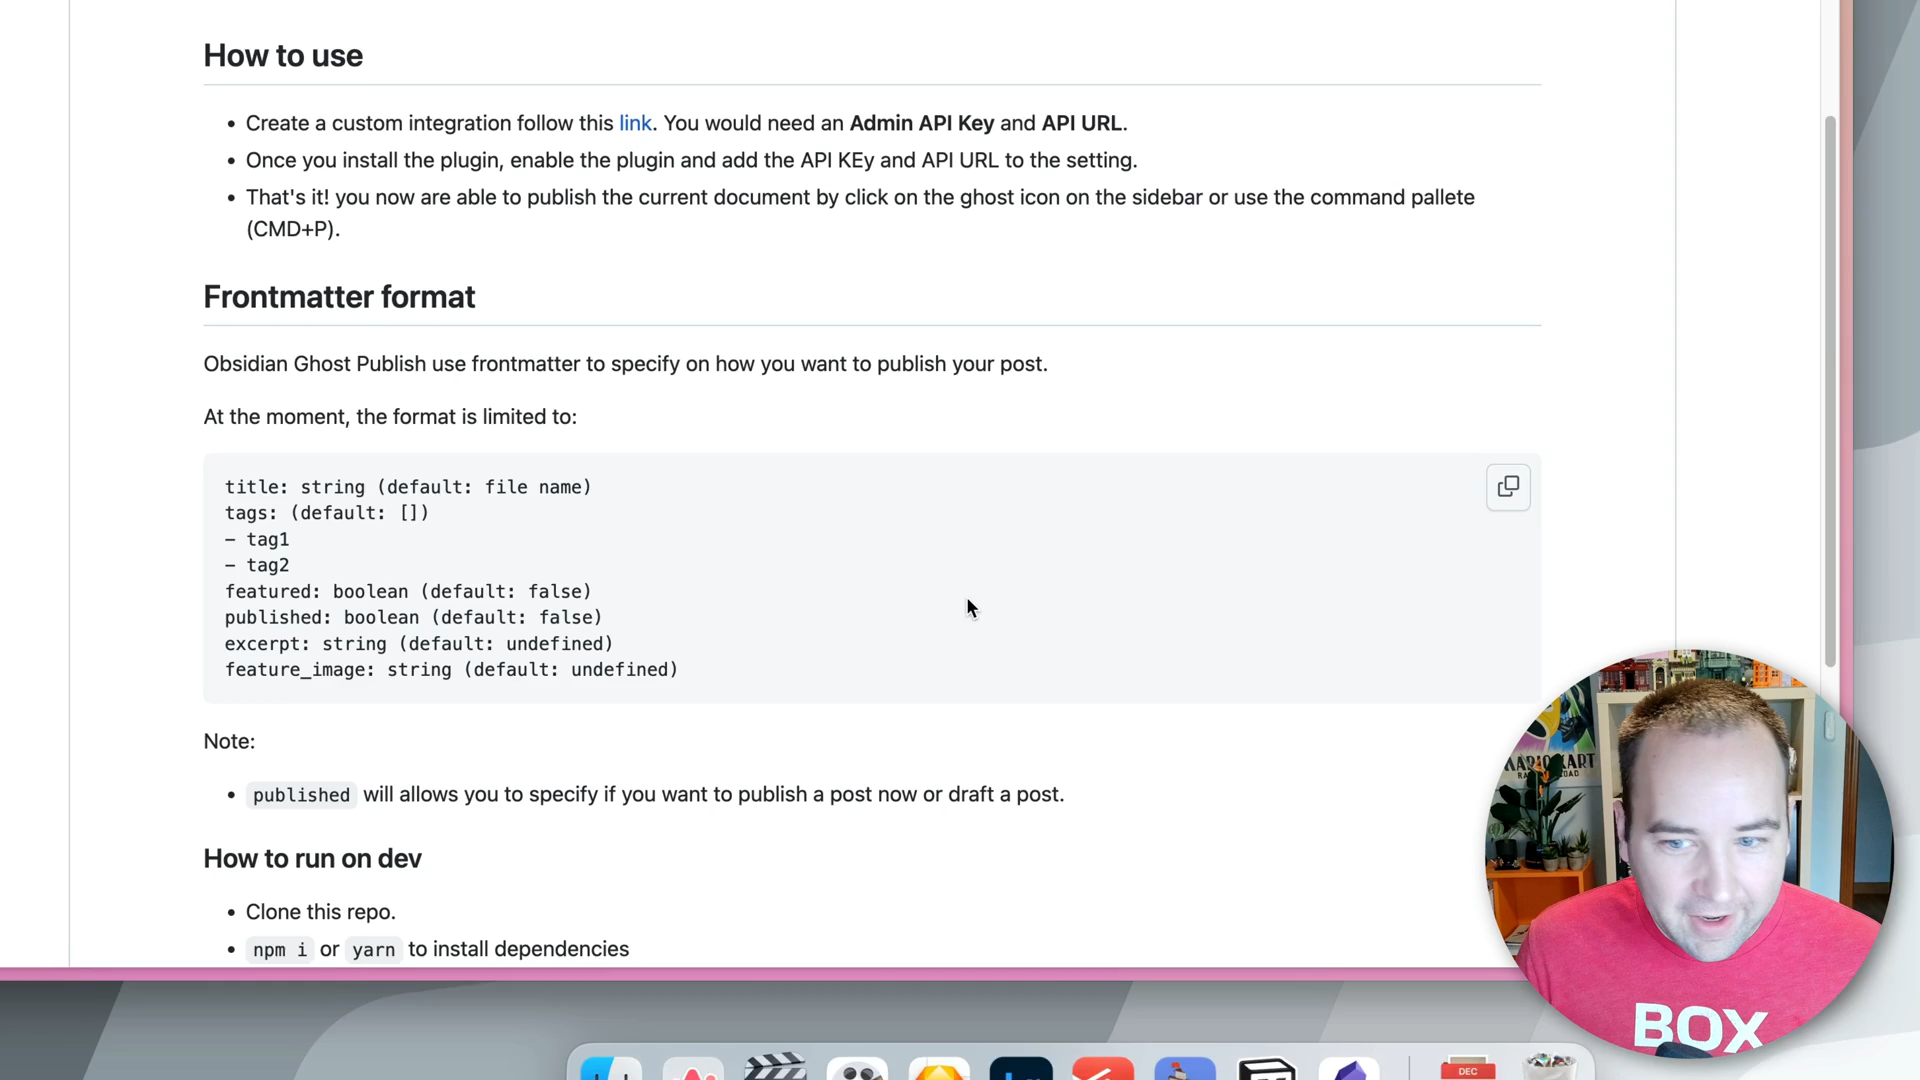 How to use
• Create a custom integration follow this link. You would need an Admin API Key and API URL.
• Once you install the plugin, enable the plugin and add the API KEy and API URL to the setting.
• That's it! you now are able to publish the current document by click on the ghost icon on the sidebar or use the command pallete
(CMD+P).
Frontmatter format
Obsidian Ghost Publish use frontmatter to specify on how you want to publish your post.
At the moment, the format is limited to:
title: string (default: file name)
tags: (default: [])
- tag1
- tag2
featured: boolean (default: false)
published: boolean (default: false)
excerpt: string (default: undefined)
feature_image: string (default: undefined)
Note:
• published will allows you to specify if you want to publish a post now or draft a post.
How to run on dev
• Clone this repo.
• npm i or yarn to install dependencies
MARIO KART
BOX
DEC